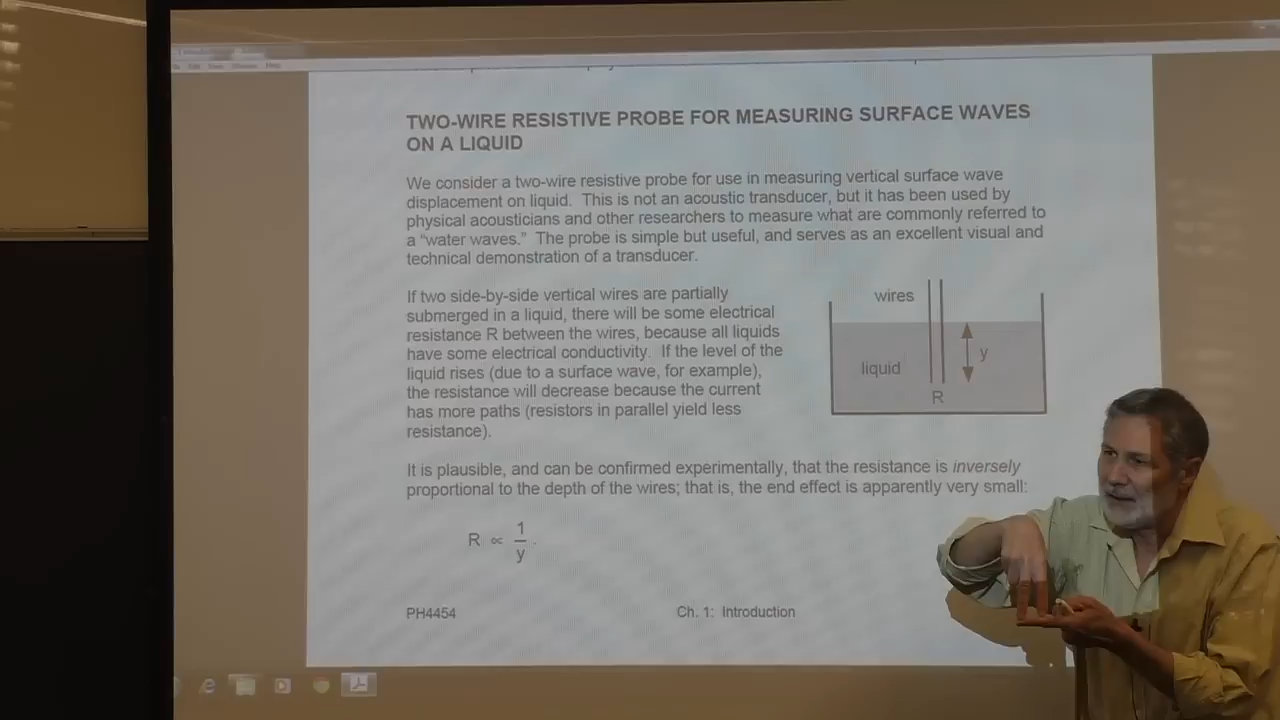 TWO-WIRE RESISTIVE PROBE FOR MEASURING SURFACE WAVES
ON A LIQUID
We consider a two-wire resistive probe for use in measuring vertical surface wave
displacement on liquid. This is not an acoustic transducer, but it has been used by
physical acousticians and other researchers to measure what are commonly referred to
a “water waves.” The probe is simple but useful, and serves as an excellent visual and
technical demonstration of a transducer.
If two side-by-side vertical wires are partially
submerged in a liquid, there will be some electrical
resistance R between the wires, because all liquids
have some electrical conductivity. If the level of the
liquid rises (due to a surface wave, for example),
the resistance will decrease because the current
has more paths (resistors in parallel yield less
resistance).
wires
liquid
y
R
It is plausible, and can be confirmed experimentally, that the resistance is inversely
proportional to the depth of the wires; that is, the end effect is apparently very small:
R ∝ 1/y.
PH4454
Ch. 1: Introduction